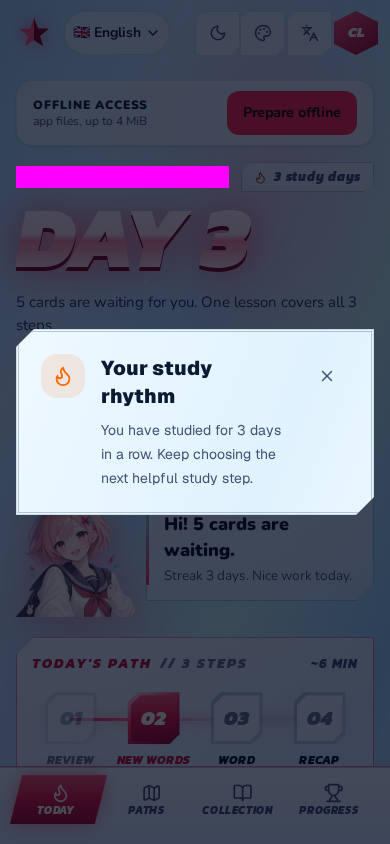 🇬🇧 English
CL
OFFLINE ACCESS
app files, up to 4 MiB
Prepare offline
3 study days
DAY 3
5 cards are waiting for you. One lesson covers all 3
steps.
Your study
rhythm
You have studied for 3 days
in a row. Keep choosing the
next helpful study step.
Hi! 5 cards are
waiting.
Streak 3 days. Nice work today.
TODAY'S PATH // 3 STEPS
~6 MIN
01 02 03 04
REVIEW NEW WORDS WORD RECAP
TODAY PATHS COLLECTION PROGRESS